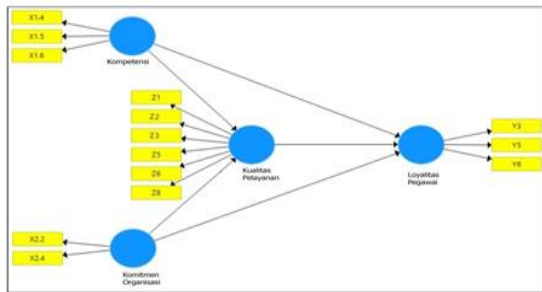 X1.4
X1.5
X1.6
Kompetensi
Z1
Z2
Z3
Z5
Z6
Z8
Kualitas
Pelayanan
Y3
Y5
Y6
Loyalitas
Pegawai
X2.2
X2.4
Komitmen
Organisasi